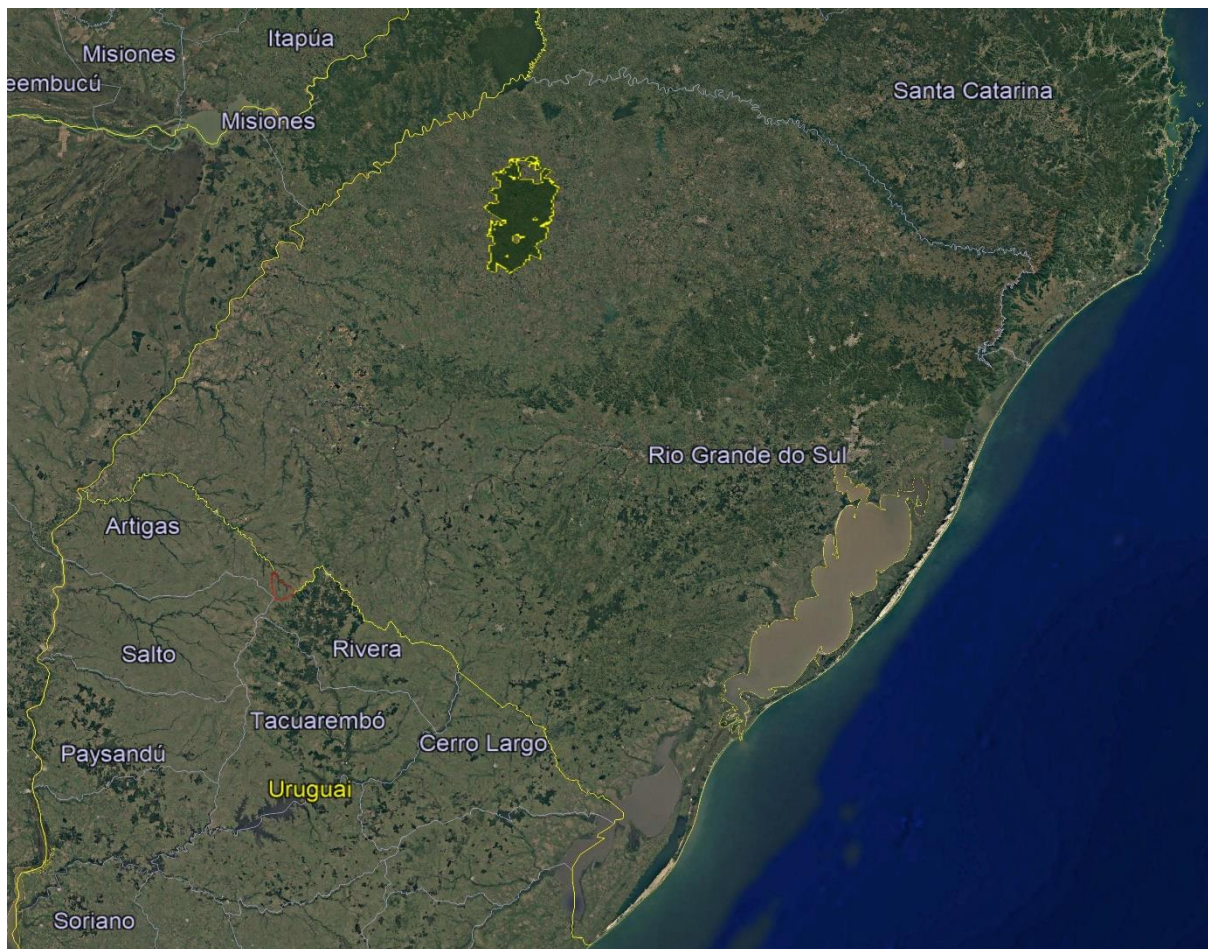 Itapúa
Misiones
eembucú
Misiones
Santa Catarina
Rio Grande do Sul
Artigas
Salto
Rivera
Tacuarembó
Cerro Largo
Paysandú
Uruguai
Soriano